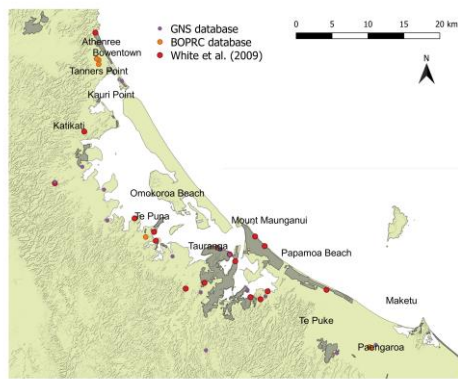 GNS database
BOPRC database
White et al. (2009)
0 5 10 15 20 km
N
Athenree
Bowentown
Tanners Point
Kauri Point
Katikati
Omokoroa Beach
Te Puna
Mount Maunganui
Tauranga
Papamoa Beach
Maketu
Te Puke
Paengaroa